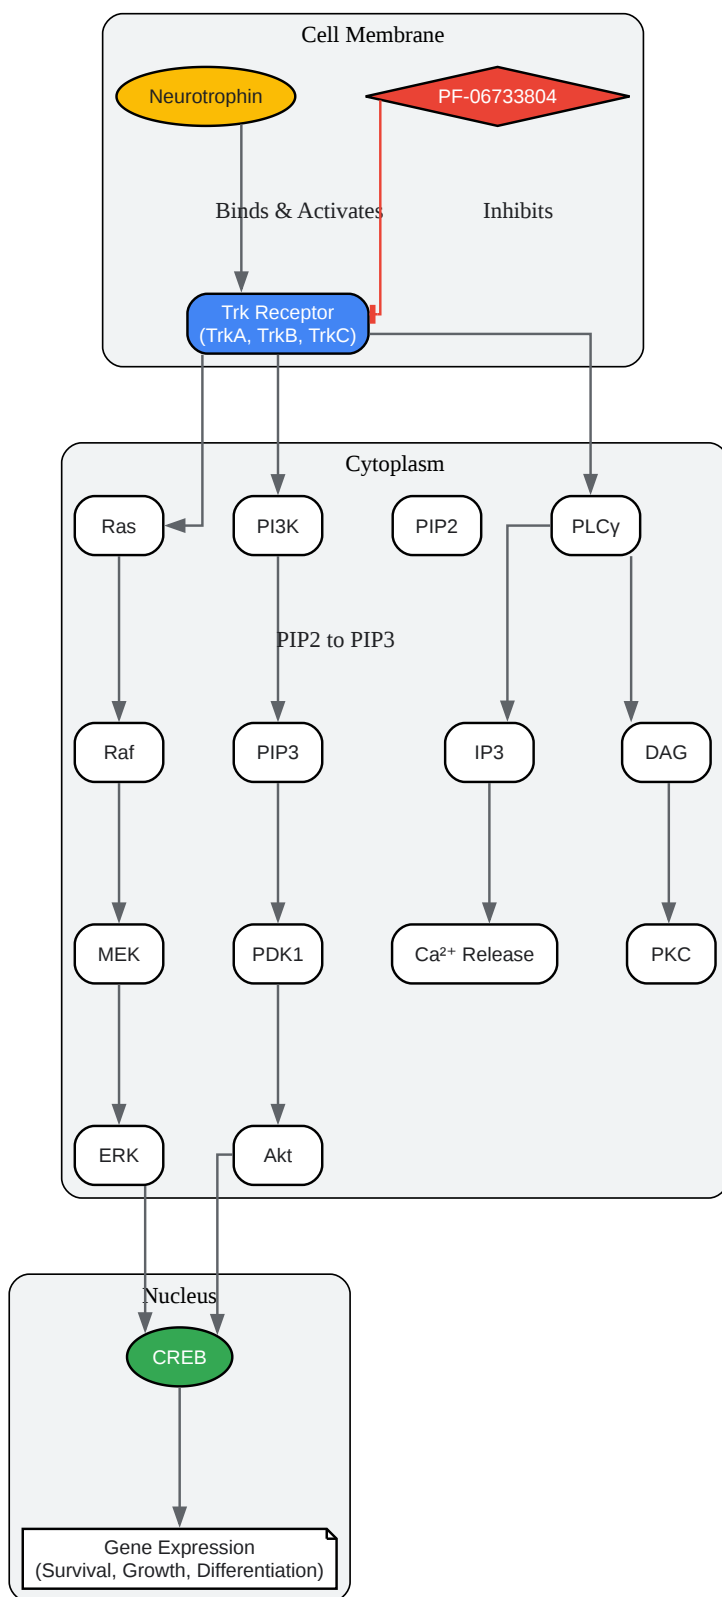 Cell Membrane
Neurotrophin
PF-06733804
Binds & Activates
Inhibits
Trk Receptor
(TrkA, TrkB, TrkC)
Cytoplasm
Ras
PI3K
PIP2
PLCγ
PIP2 to PIP3
Raf
PIP3
IP3
DAG
MEK
PDK1
Ca²⁺ Release
PKC
ERK
Akt
Nucleus
CREB
Gene Expression
(Survival, Growth, Differentiation)